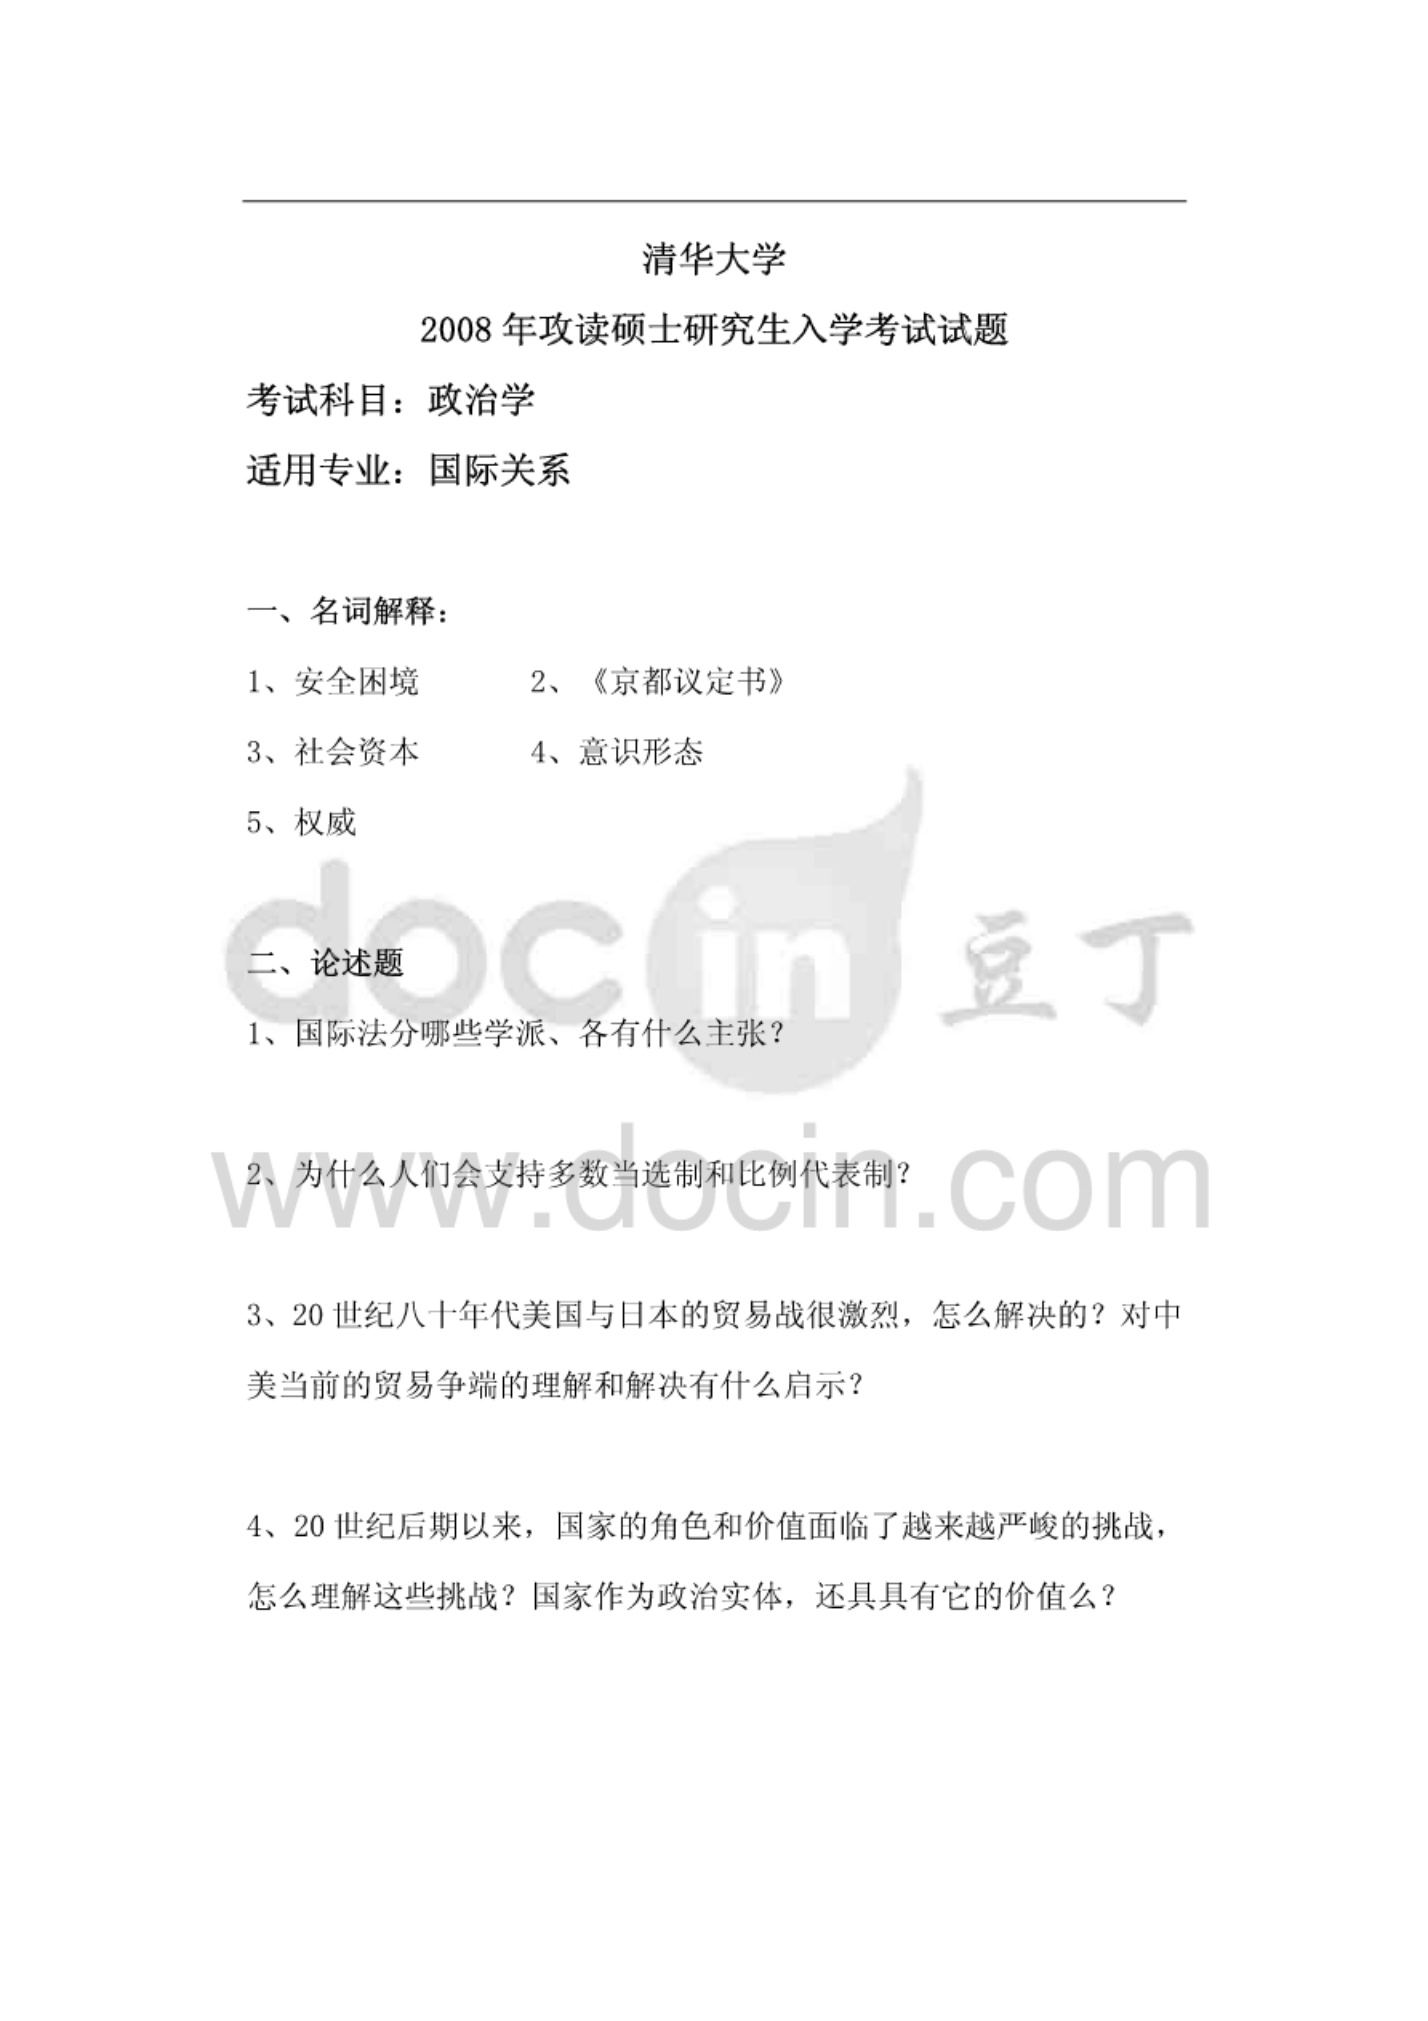 清华大学
2008 年攻读硕士研究生入学考试试题
考试科目：政治学
适用专业：国际关系
一、名词解释：
1、安全困境 2、《京都议定书》
3、社会资本 4、意识形态
5、权威
docin 豆丁
二、论述题
1、国际法分哪些学派、各有什么主张？
www.docin.com
2、为什么人们会支持多数当选制和比例代表制？
3、20 世纪八十年代美国与日本的贸易战很激烈，怎么解决的？对中
美当前的贸易争端的理解和解决有什么启示？
4、20 世纪后期以来，国家的角色和价值面临了越来越严峻的挑战，
怎么理解这些挑战？国家作为政治实体，还具具有它的价值么？